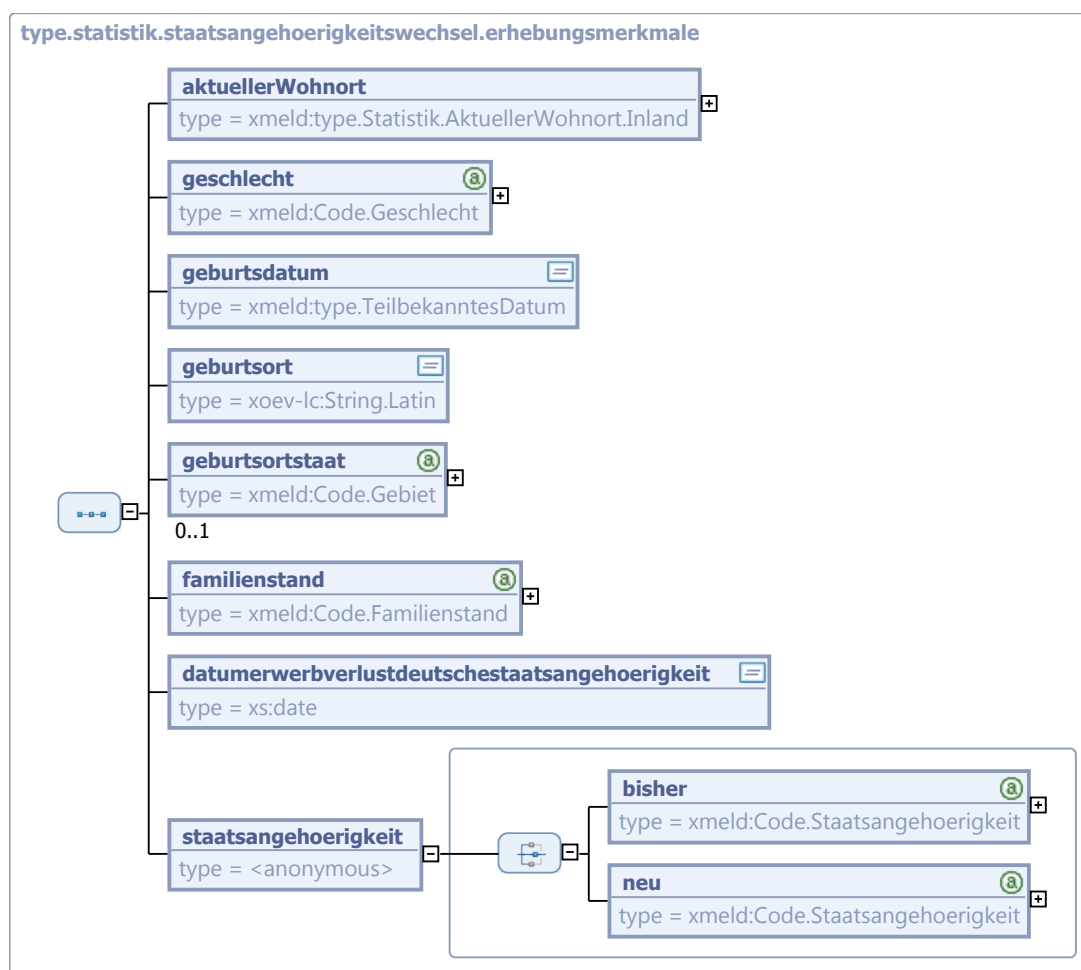 type.statistik.staatsangehoerigkeitswechsel.erhebungsmerkmale
aktuellerWohnort
type = xmeld:type.Statistik.AktuellerWohnort.Inland
geschlecht
type = xmeld:Code.Geschlecht
geburtsdatum
type = xmeld:type.TeilbekanntesDatum
geburtsort
type = xoev-lc:String.Latin
geburtsortstaat
type = xmeld:Code.Gebiet
0..1
familienstand
type = xmeld:Code.Familienstand
datumerwerbverlustdeutschestaatsangehoerigkeit
type = xs:date
staatsangehoerigkeit
type = <anonymous>
bisher
type = xmeld:Code.Staatsangehoerigkeit
neu
type = xmeld:Code.Staatsangehoerigkeit